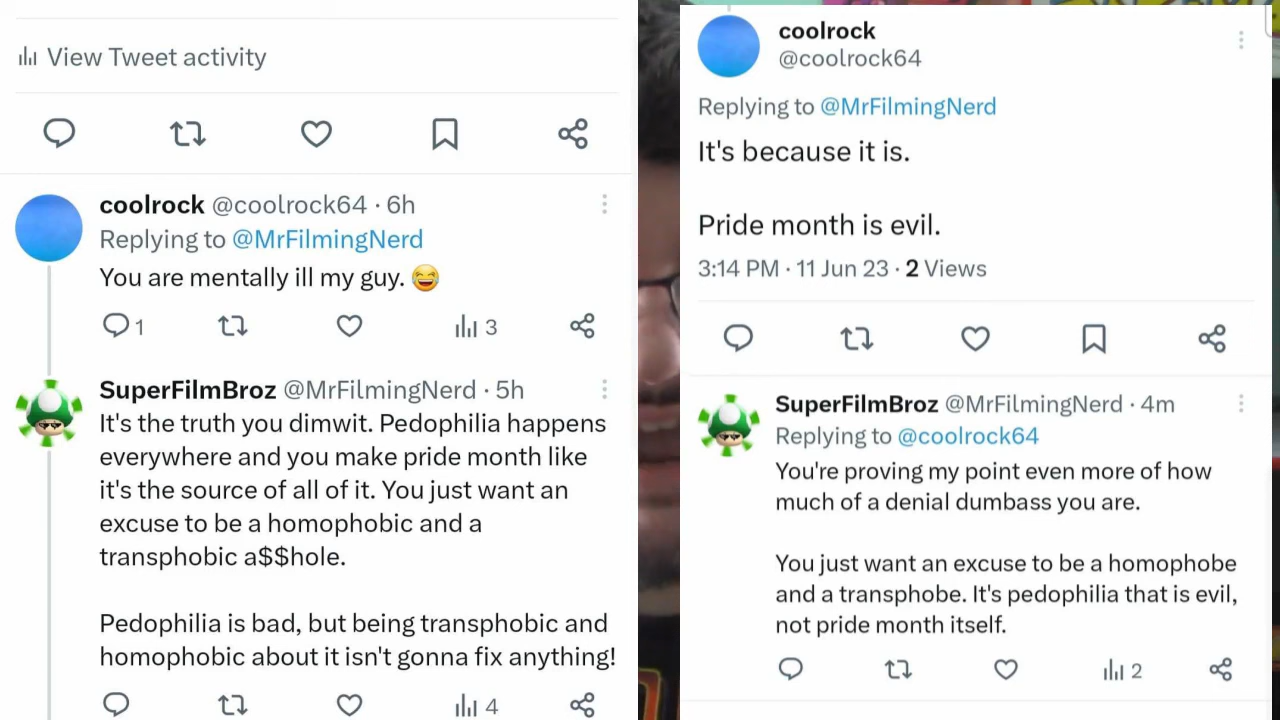 View Tweet activity
coolrock @coolrock64 · 6h
Replying to @MrFilmingNerd
You are mentally ill my guy. 😂
1
3
SuperFilmBroz @MrFilmingNerd · 5h
It's the truth you dimwit. Pedophilia happens
everywhere and you make pride month like
it's the source of all of it. You just want an
excuse to be a homophobic and a
transphobic a$$hole.
Pedophilia is bad, but being transphobic and
homophobic about it isn't gonna fix anything!
4
coolrock
@coolrock64
Replying to @MrFilmingNerd
It's because it is.
Pride month is evil.
3:14 PM · 11 Jun 23 · 2 Views
SuperFilmBroz @MrFilmingNerd · 4m
Replying to @coolrock64
You're proving my point even more of how
much of a denial dumbass you are.
You just want an excuse to be a homophobe
and a transphobe. It's pedophilia that is evil,
not pride month itself.
2